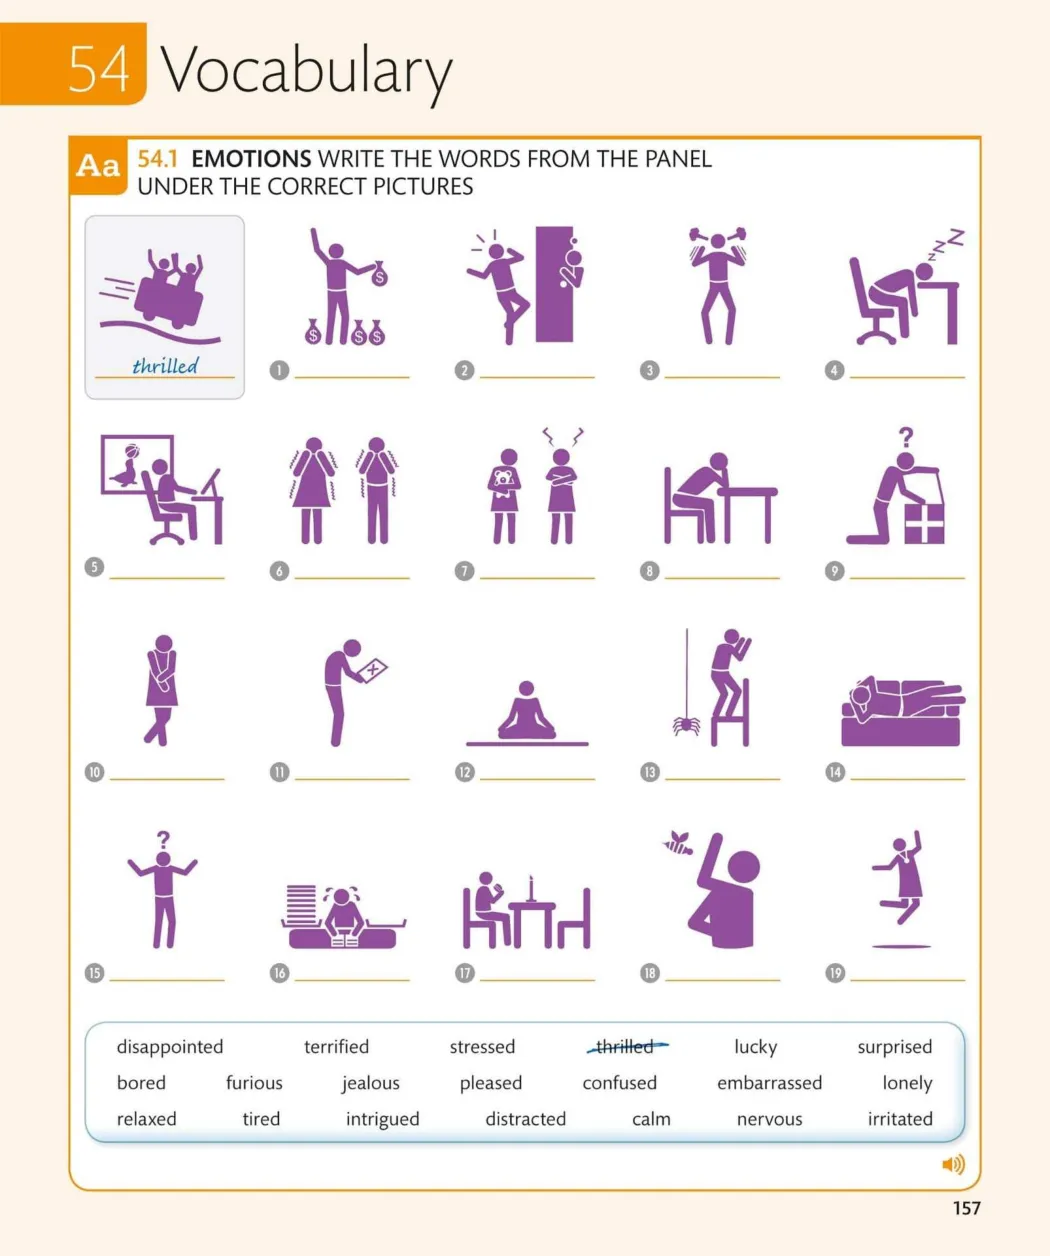 54 Vocabulary
Aa
54.1 EMOTIONS WRITE THE WORDS FROM THE PANEL
UNDER THE CORRECT PICTURES
Z Z Z
$ $ $ $
thrilled
1 2 3 4
?
5 6 7 8 9
x
10 11 12 13 14
?
15 16 17 18 19
disappointed terrified stressed thrilled lucky surprised
bored furious jealous pleased confused embarrassed lonely
relaxed tired intrigued distracted calm nervous irritated
157